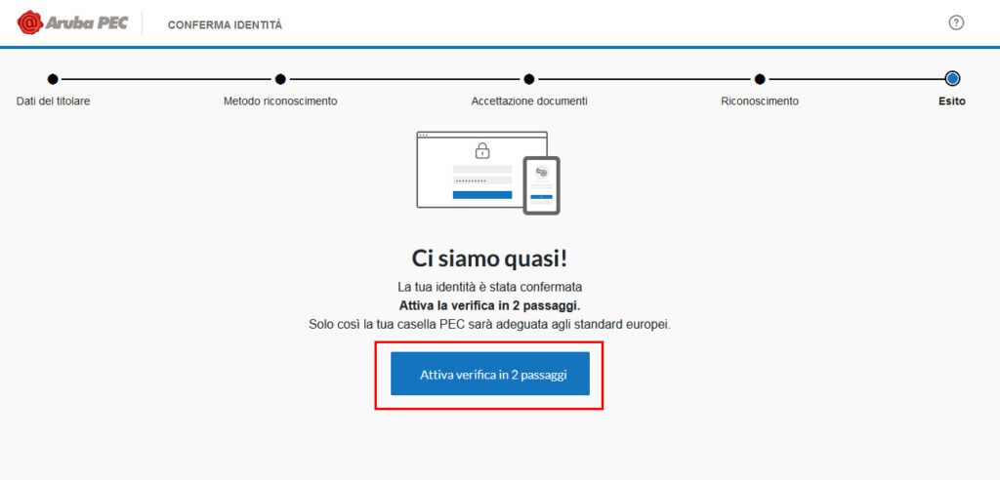 Aruba PEC
CONFERMA IDENTITÁ
?
Dati del titolare
Metodo riconoscimento
Accettazione documenti
Riconoscimento
Esito
Ci siamo quasi!
La tua identità è stata confermata
Attiva la verifica in 2 passaggi.
Solo così la tua casella PEC sarà adeguata agli standard europei.
Attiva verifica in 2 passaggi